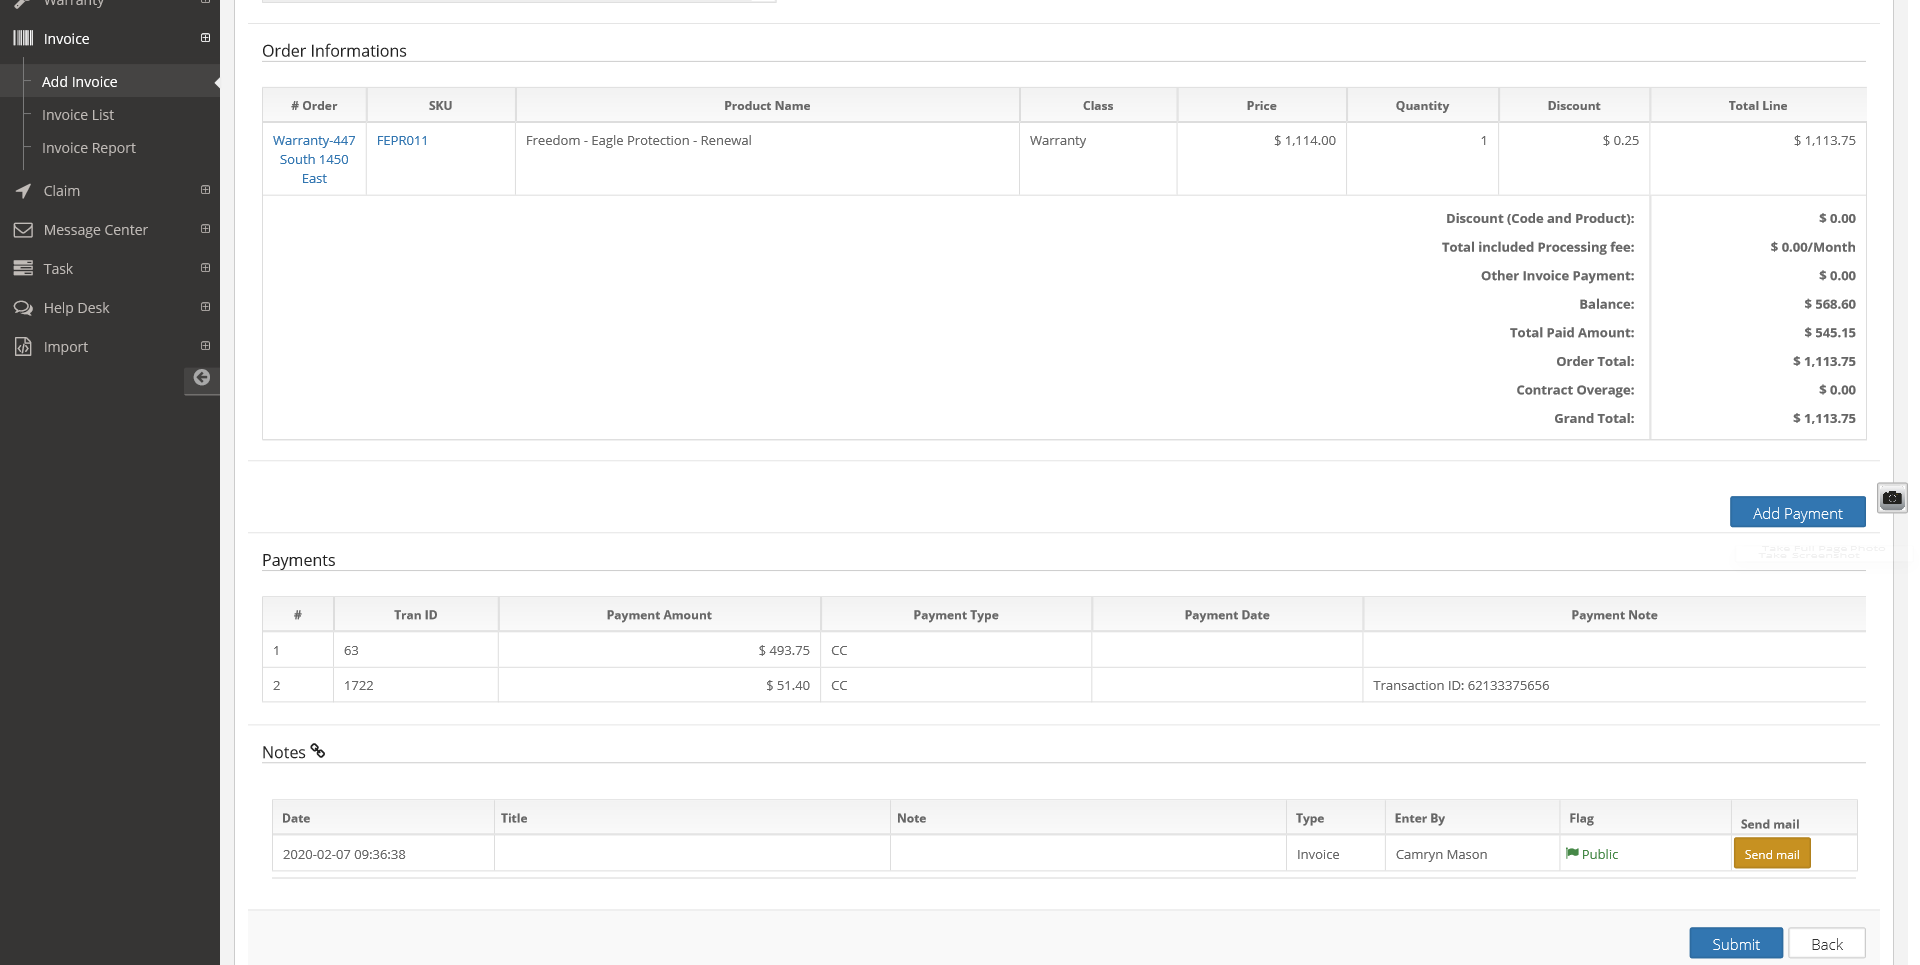 Warranty
Invoice
Add Invoice
Invoice List
Invoice Report
Claim
Message Center
Task
Help Desk
Import
Order Informations
# Order SKU Product Name Class Price Quantity Discount Total Line
Warranty-447 FEPR011 Freedom - Eagle Protection - Renewal Warranty $ 1,114.00 1 $ 0.25 $ 1,113.75
South 1450
East
Discount (Code and Product): $ 0.00
Total included Processing fee: $ 0.00/Month
Other Invoice Payment: $ 0.00
Balance: $ 568.60
Total Paid Amount: $ 545.15
Order Total: $ 1,113.75
Contract Overage: $ 0.00
Grand Total: $ 1,113.75
Add Payment
Take Full Page Photo
Take Screenshot
Payments
# Tran ID Payment Amount Payment Type Payment Date Payment Note
1 63 $ 493.75 CC
2 1722 $ 51.40 CC Transaction ID: 62133375656
Notes
Date Title Note Type Enter By Flag Send mail
2020-02-07 09:36:38 Invoice Camryn Mason Public Send mail
Submit Back